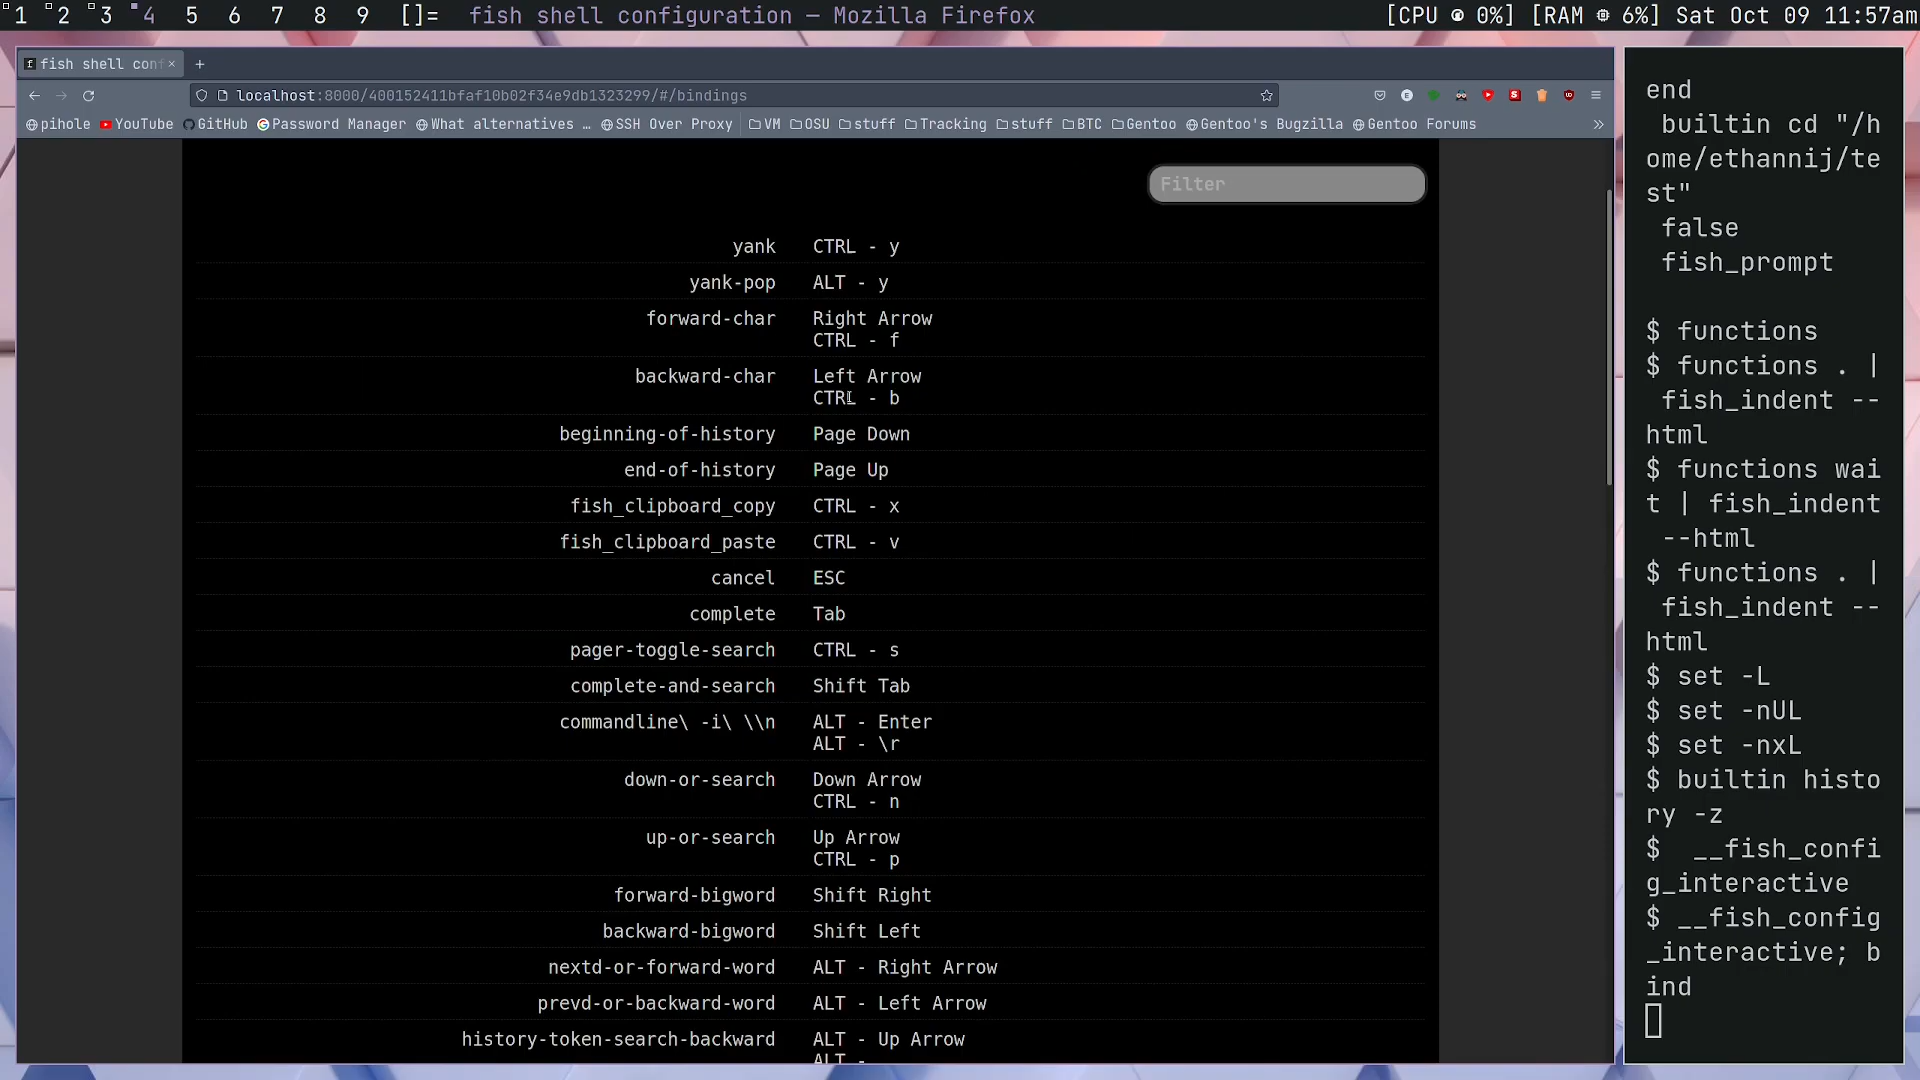 1 2 3 4 5 6 7 8 9 []= fish shell configuration — Mozilla Firefox [CPU 0%] [RAM 6%] Sat Oct 09 11:57am
f fish shell con × +
localhost:8000/400152411bfaf10b02f34e9db1323299/#/bindings
pihole YouTube GitHub Password Manager What alternatives … SSH Over Proxy VM OSU stuff Tracking stuff BTC Gentoo Gentoo's Bugzilla Gentoo Forums »
Filter
yank CTRL - y
yank-pop ALT - y
forward-char Right Arrow
CTRL - f
backward-char Left Arrow
CTRL - b
beginning-of-history Page Down
end-of-history Page Up
fish_clipboard_copy CTRL - x
fish_clipboard_paste CTRL - v
cancel ESC
complete Tab
pager-toggle-search CTRL - s
complete-and-search Shift Tab
commandline\ -i\ \\n ALT - Enter
ALT - \r
down-or-search Down Arrow
CTRL - n
up-or-search Up Arrow
CTRL - p
forward-bigword Shift Right
backward-bigword Shift Left
nextd-or-forward-word ALT - Right Arrow
prevd-or-backward-word ALT - Left Arrow
history-token-search-backward ALT - Up Arrow
ALT -
end
builtin cd "/h
ome/ethannij/te
st"
false
fish_prompt
$ functions
$ functions . |
fish_indent --
html
$ functions wai
t | fish_indent
--html
$ functions . |
fish_indent --
html
$ set -L
$ set -nUL
$ set -nxL
$ builtin histo
ry -z
$  __fish_confi
g_interactive
$ __fish_config
_interactive; b
ind